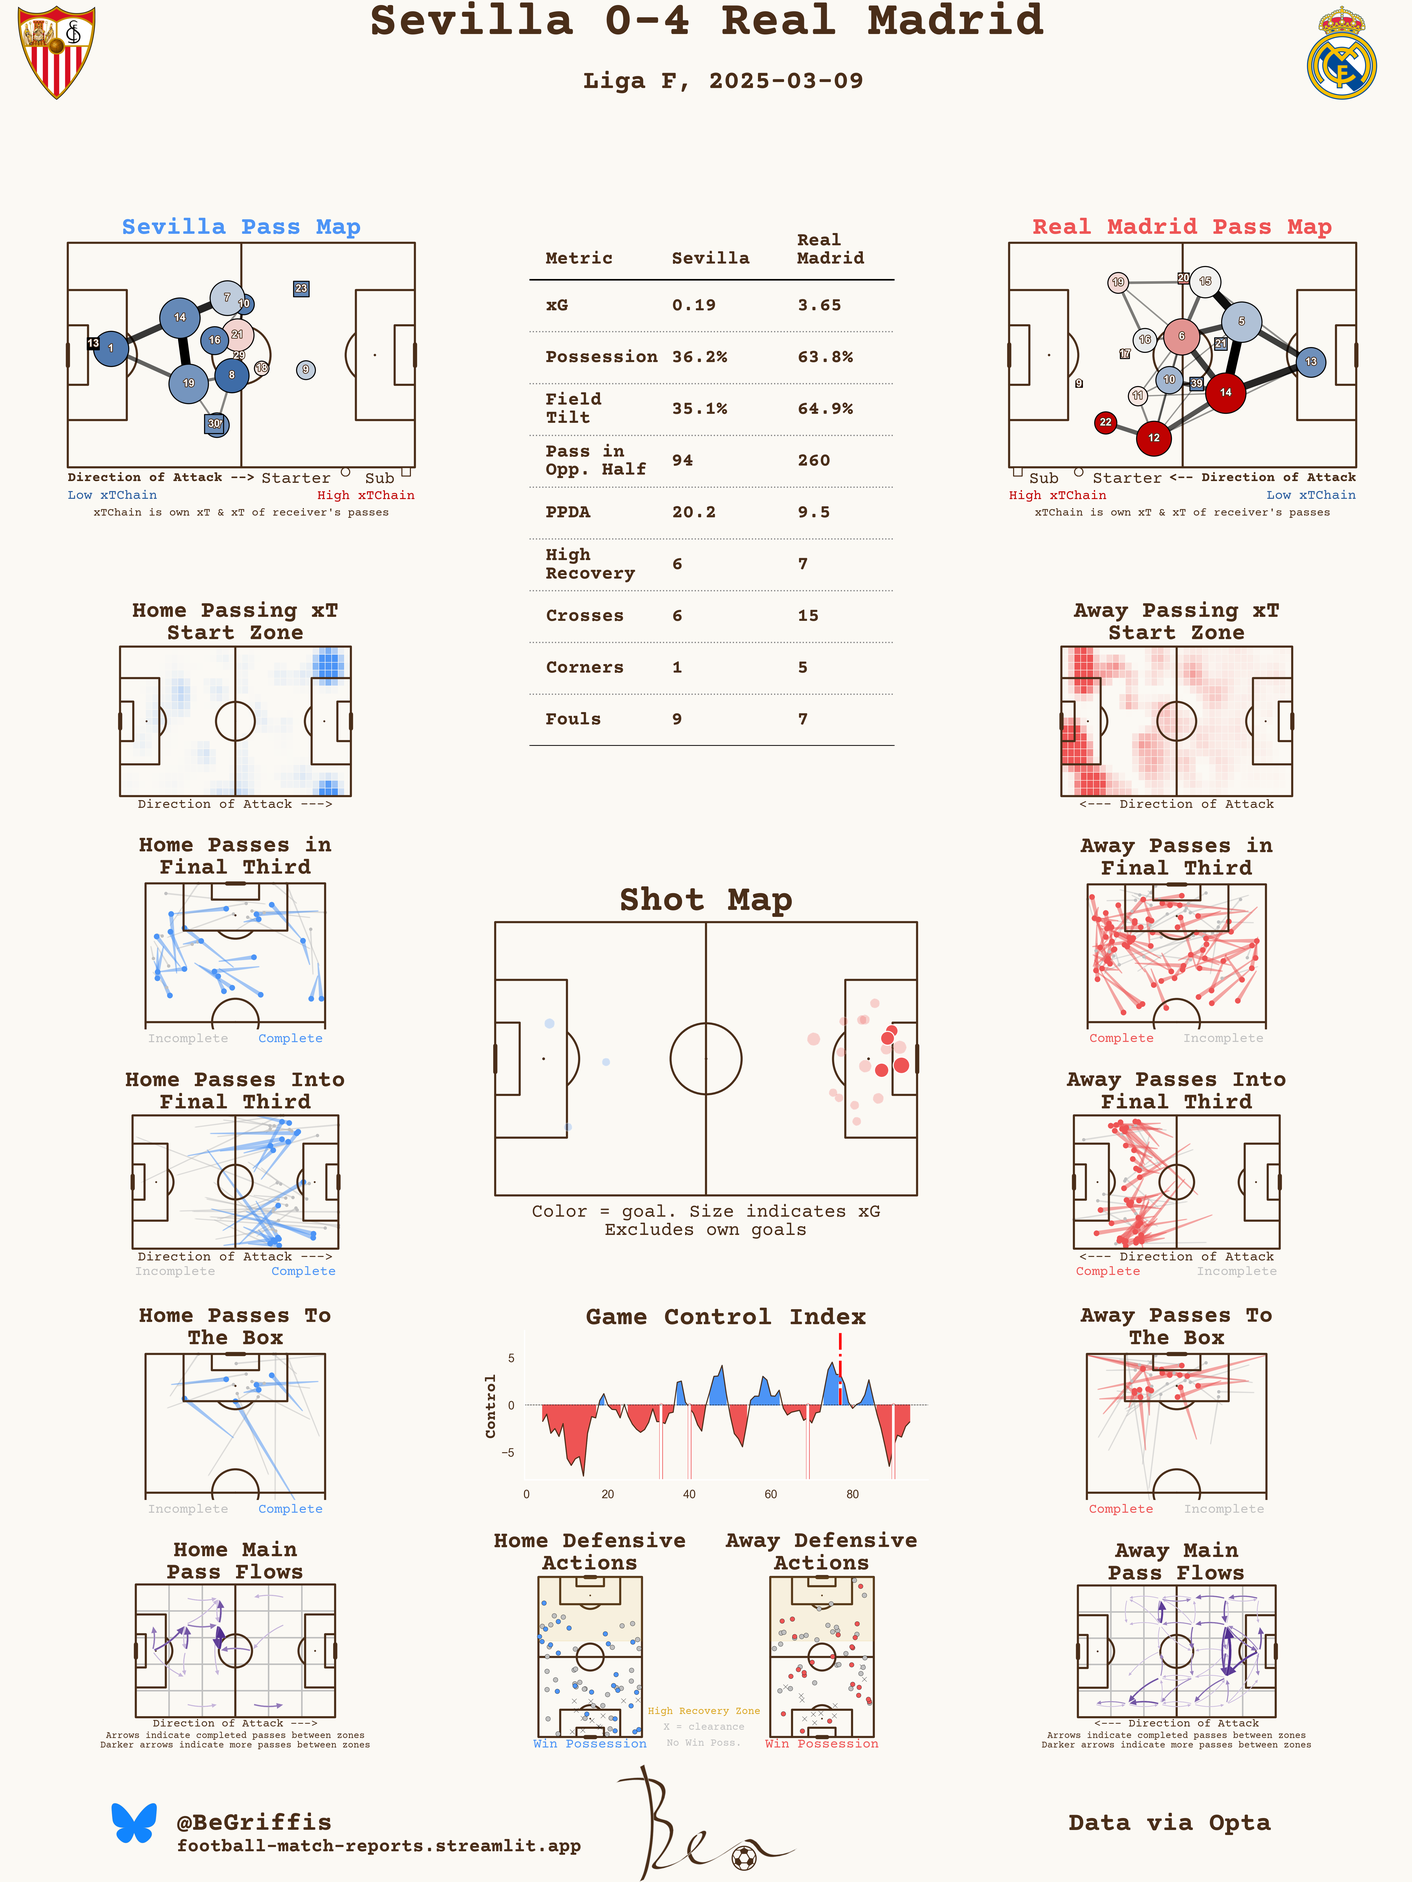 Sevilla 0-4 Real Madrid
Liga F, 2025-03-09
Sevilla Pass Map
7
10
23
14
13
1
16
21
29
18
9
19
8
30
Direction of Attack --> Starter Sub
Low xTChain High xTChain
xTChain is own xT & xT of receiver's passes
Metric Sevilla Real Madrid
xG 0.19 3.65
Possession 36.2% 63.8%
Field Tilt 35.1% 64.9%
Pass in Opp. Half 94 260
PPDA 20.2 9.5
High Recovery 6 7
Crosses 6 15
Corners 1 5
Fouls 9 7
Real Madrid Pass Map
19
20
15
5
6
16
21
17
13
10
39
9
11
14
22
12
Sub Starter <-- Direction of Attack
High xTChain Low xTChain
xTChain is own xT & xT of receiver's passes
Home Passing xT
Start Zone
Direction of Attack --->
Away Passing xT
Start Zone
<--- Direction of Attack
Home Passes in
Final Third
Incomplete Complete
Away Passes in
Final Third
Complete Incomplete
Shot Map
Color = goal. Size indicates xG
Excludes own goals
Home Passes Into
Final Third
Direction of Attack --->
Incomplete Complete
Away Passes Into
Final Third
<--- Direction of Attack
Complete Incomplete
Home Passes To
The Box
Incomplete Complete
Game Control Index
Control
5
0
−5
0 20 40 60 80
Away Passes To
The Box
Complete Incomplete
Home Main
Pass Flows
Direction of Attack --->
Arrows indicate completed passes between zones
Darker arrows indicate more passes between zones
Home Defensive
Actions
Win Possession
Away Defensive
Actions
Win Possession
High Recovery Zone
X = clearance
No Win Poss.
Away Main
Pass Flows
<--- Direction of Attack
Arrows indicate completed passes between zones
Darker arrows indicate more passes between zones
@BeGriffis
football-match-reports.streamlit.app
Ben
Data via Opta